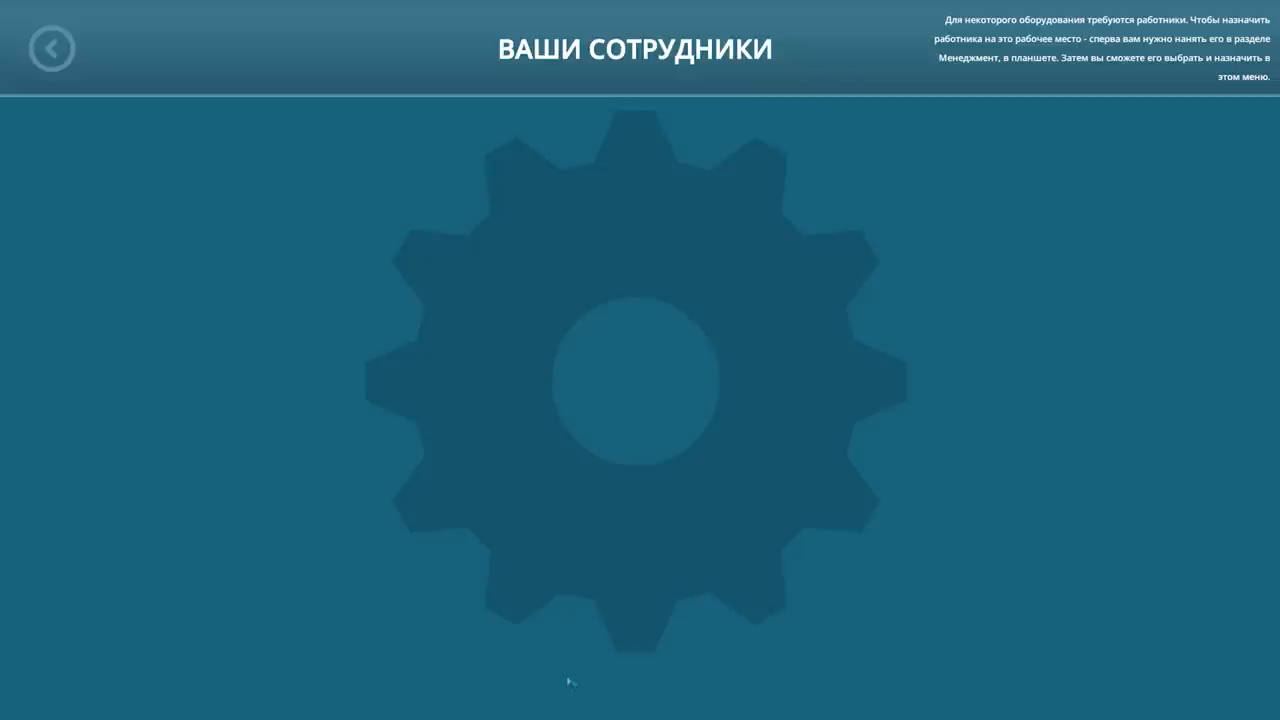 ВАШИ СОТРУДНИКИ
Для некоторого оборудования требуются работники. Чтобы назначить
работника на это рабочее место - сперва вам нужно нанять его в разделе
Менеджмент, в планшете. Затем вы сможете его выбрать и назначить в
этом меню.